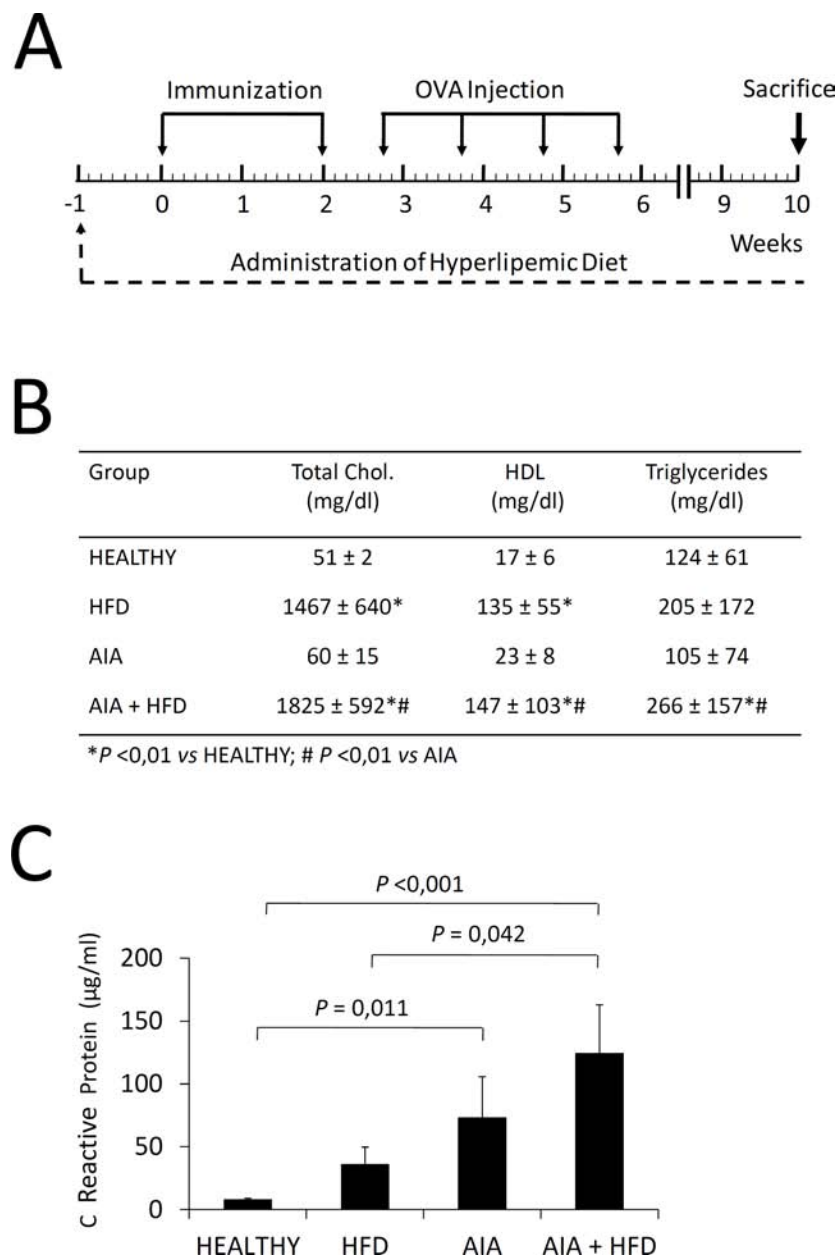 A
Immunization OVA Injection Sacrifice
-1 0 1 2 3 4 5 6 9 10
Weeks
Administration of Hyperlipemic Diet
B
Group Total Chol. HDL Triglycerides
(mg/dl) (mg/dl) (mg/dl)
HEALTHY 51 ± 2 17 ± 6 124 ± 61
HFD 1467 ± 640* 135 ± 55* 205 ± 172
AIA 60 ± 15 23 ± 8 105 ± 74
AIA + HFD 1825 ± 592*# 147 ± 103*# 266 ± 157*#
*P <0,01 vs HEALTHY; # P <0,01 vs AIA
C
P <0,001
P = 0,042
P = 0,011
C Reactive Protein (µg/ml)
200
150
100
50
0
HEALTHY HFD AIA AIA + HFD